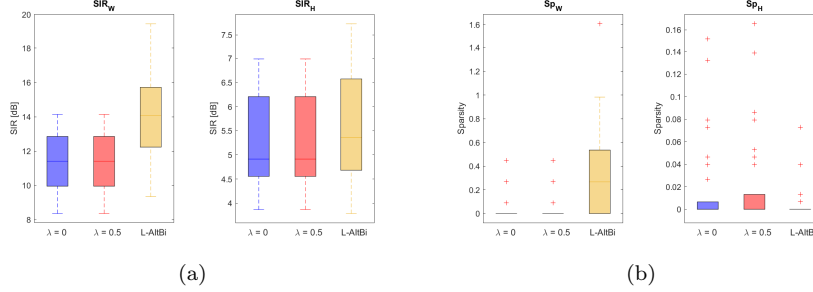 SIR_W
SIR [dB]
20
18
16
14
12
10
8
λ = 0
λ = 0.5
L-AltBi
SIR_H
SIR [dB]
7.5
7
6.5
6
5.5
5
4.5
4
λ = 0
λ = 0.5
L-AltBi
(a)
Sp_W
Sparsity
1.6
1.4
1.2
1
0.8
0.6
0.4
0.2
0
λ = 0
λ = 0.5
L-AltBi
Sp_H
Sparsity
0.16
0.14
0.12
0.1
0.08
0.06
0.04
0.02
0
λ = 0
λ = 0.5
L-AltBi
(b)